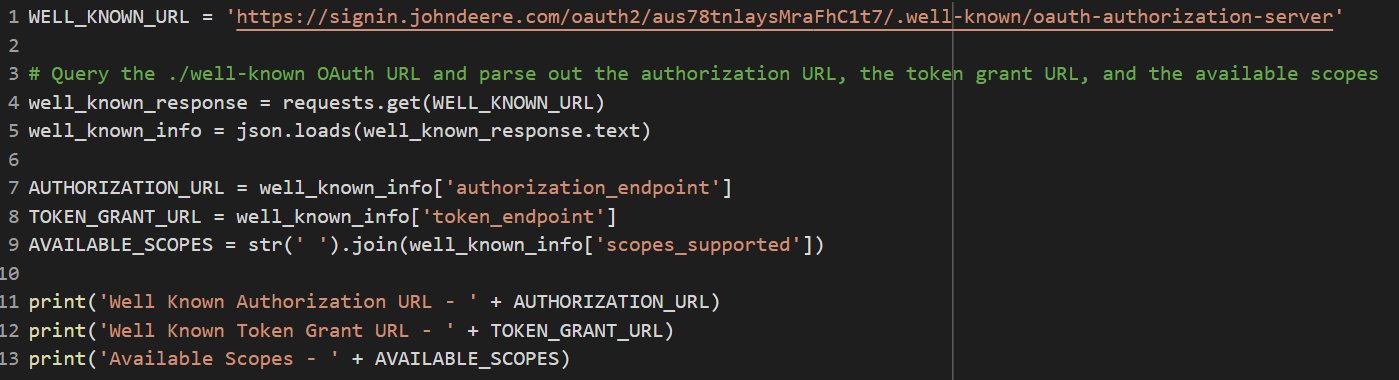 1 WELL_KNOWN_URL = 'https://signin.johndeere.com/oauth2/aus78tnlaysMraFhC1t7/.well-known/oauth-authorization-server'
2
3 # Query the ./well-known OAuth URL and parse out the authorization URL, the token grant URL, and the available scopes
4 well_known_response = requests.get(WELL_KNOWN_URL)
5 well_known_info = json.loads(well_known_response.text)
6
7 AUTHORIZATION_URL = well_known_info['authorization_endpoint']
8 TOKEN_GRANT_URL = well_known_info['token_endpoint']
9 AVAILABLE_SCOPES = str(' ').join(well_known_info['scopes_supported'])
10
11 print('Well Known Authorization URL - ' + AUTHORIZATION_URL)
12 print('Well Known Token Grant URL - ' + TOKEN_GRANT_URL)
13 print('Available Scopes - ' + AVAILABLE_SCOPES)